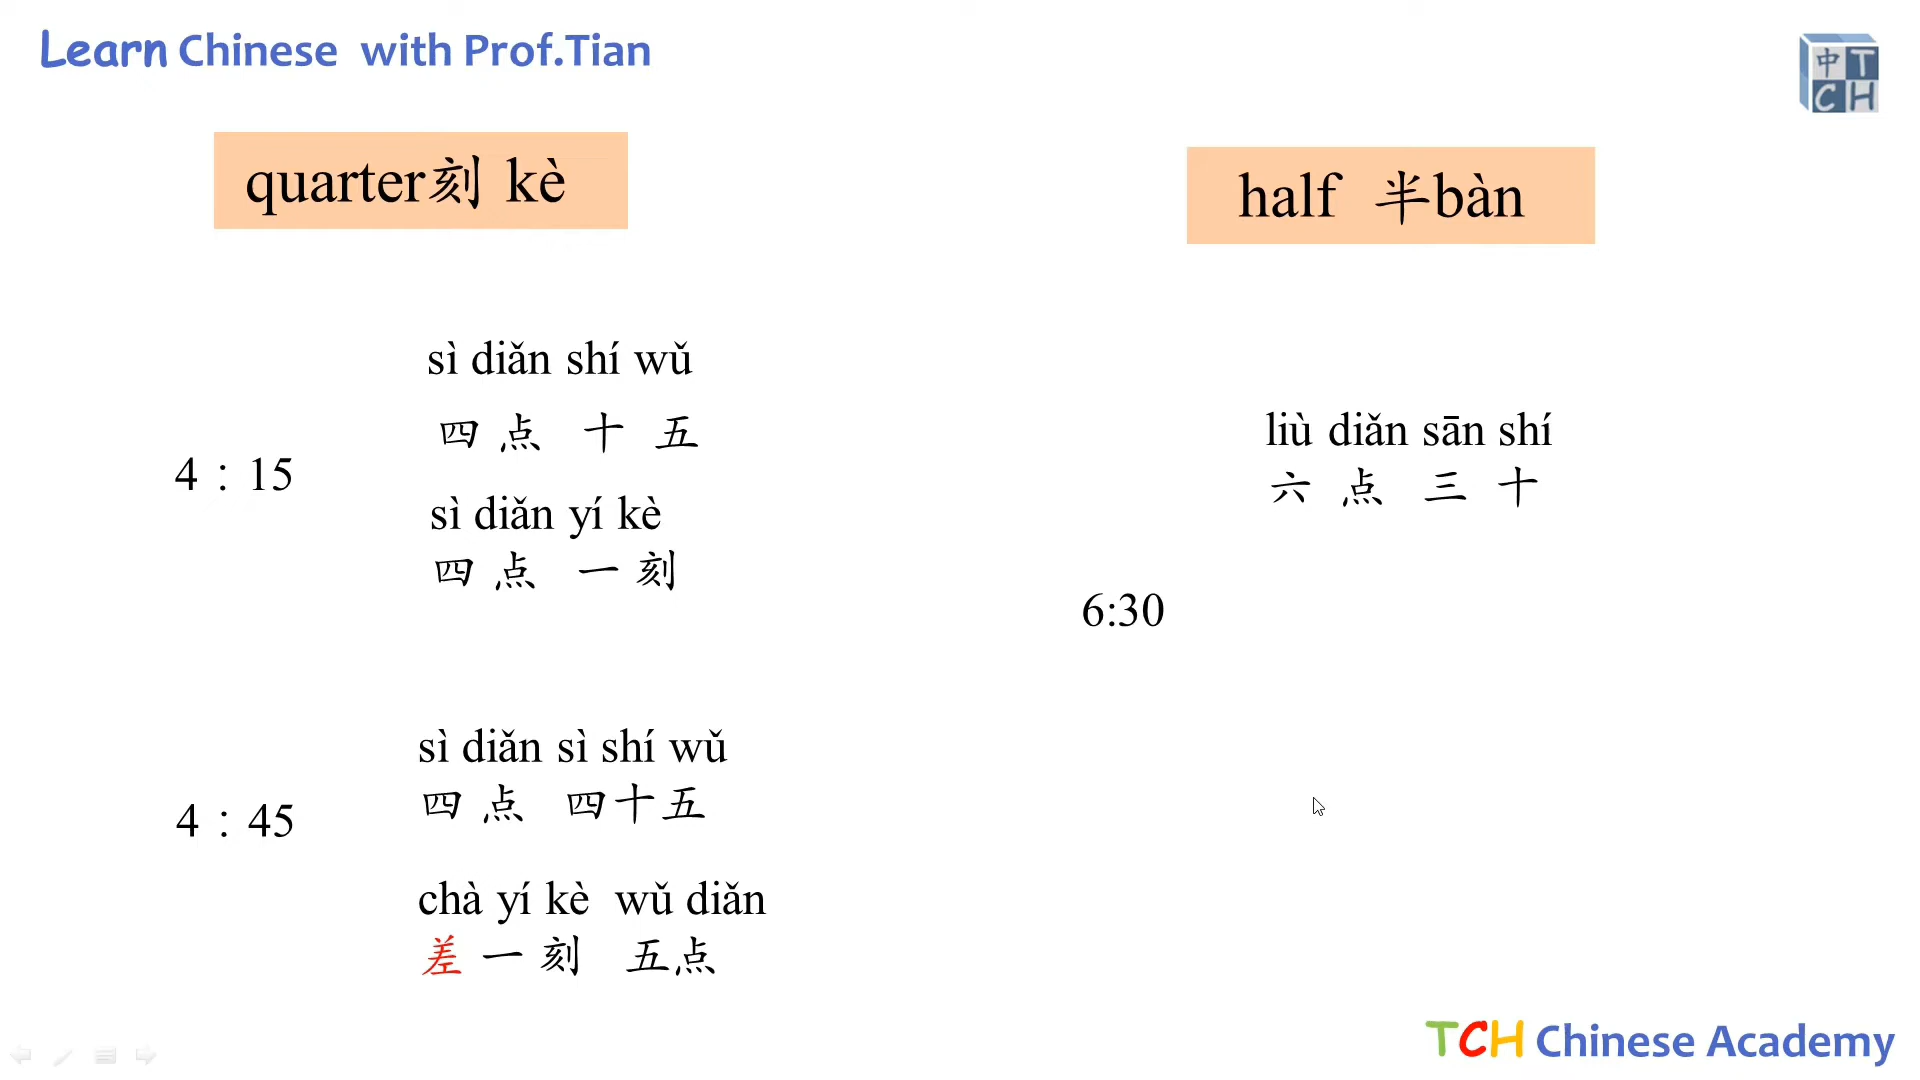 Learn Chinese with Prof.Tian
中T
CH
quarter刻 kè
half 半bàn
sì diǎn shí wǔ
四 点 十 五
4 : 15
sì diǎn yí kè
四 点 一 刻
liù diǎn sān shí
六 点 三 十
6:30
sì diǎn sì shí wǔ
四 点 四十五
4 : 45
chà yí kè wǔ diǎn
差 一 刻 五点
TCH Chinese Academy